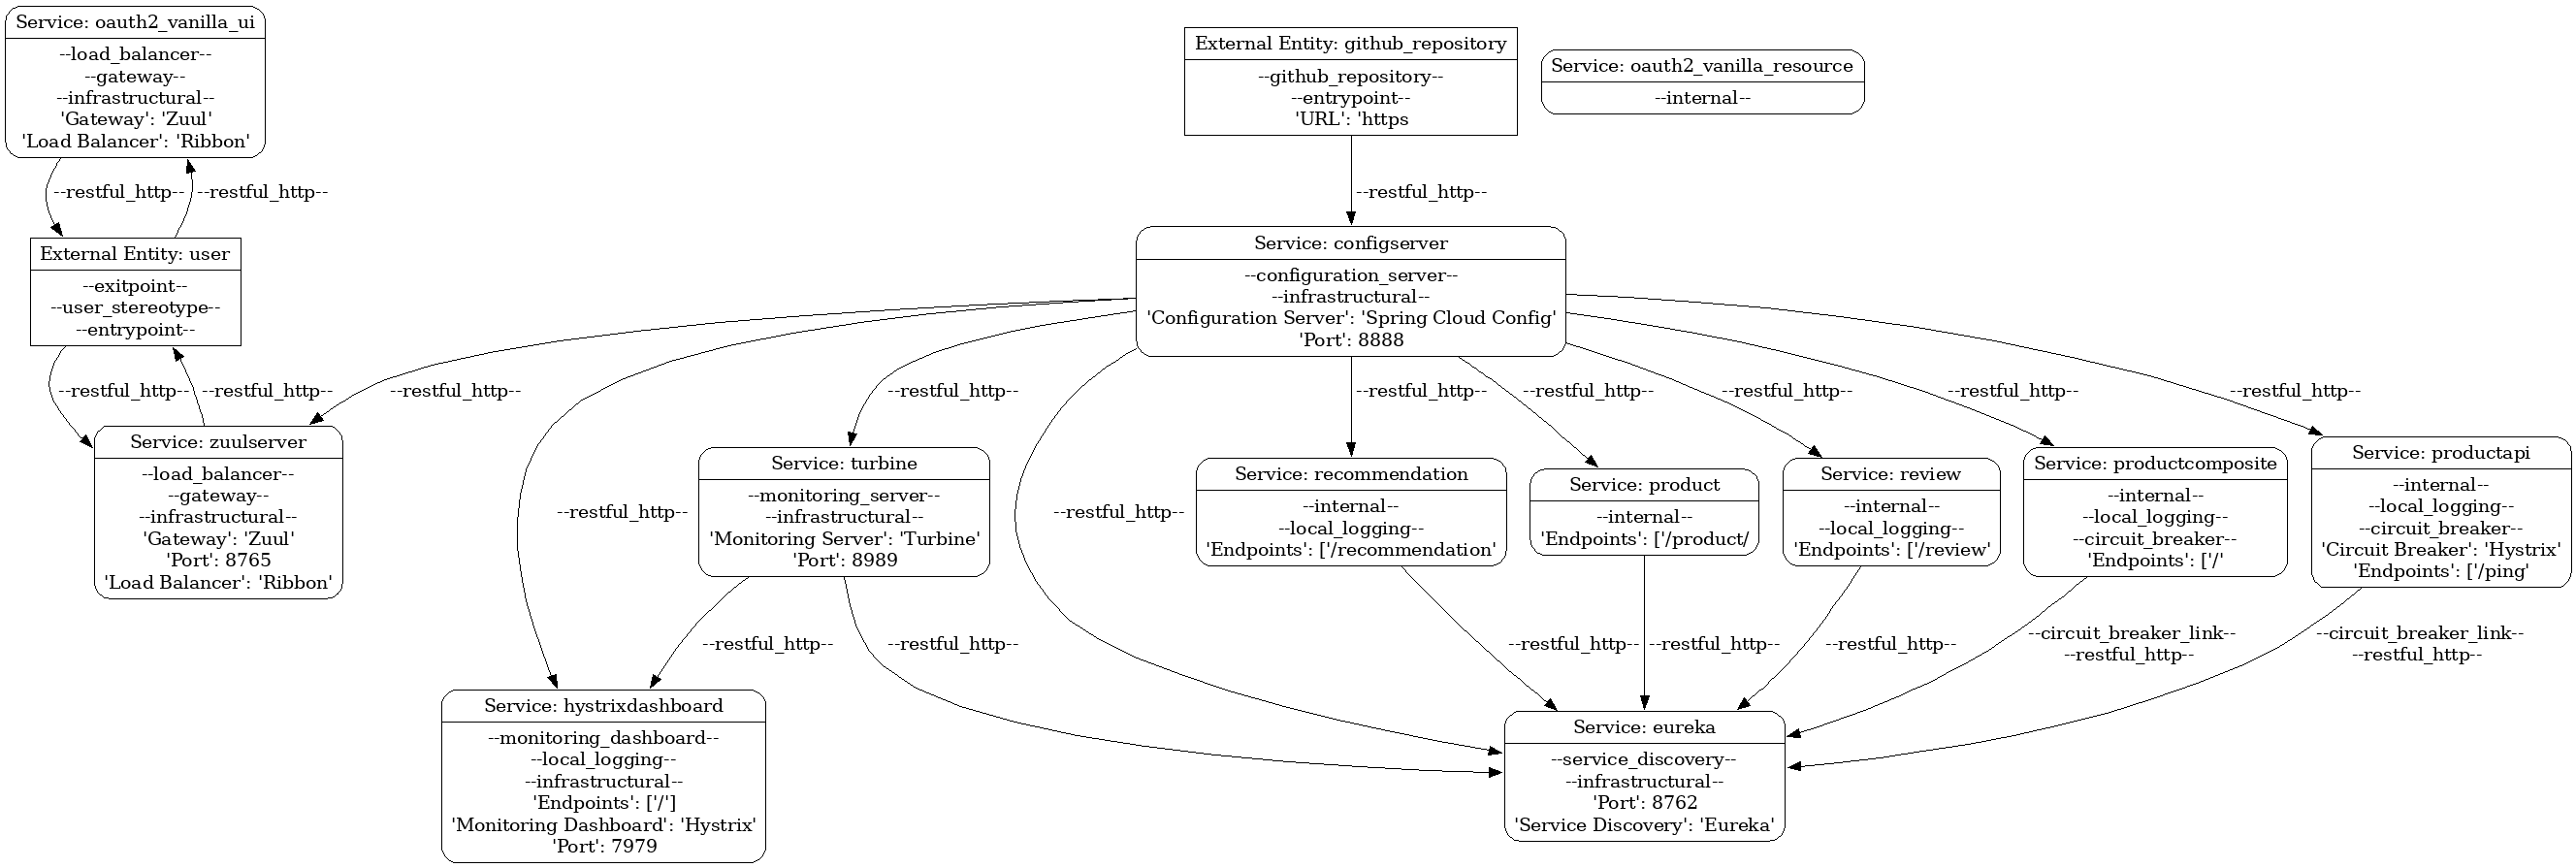 Service: oauth2_vanilla_ui
--load_balancer--
--gateway--
--infrastructural--
'Gateway': 'Zuul'
'Load Balancer': 'Ribbon'
External Entity: github_repository
--github_repository--
--entrypoint--
'URL': 'https
Service: oauth2_vanilla_resource
--internal--
--restful_http--
--restful_http--
--restful_http--
External Entity: user
--exitpoint--
--user_stereotype--
--entrypoint--
Service: configserver
--configuration_server--
--infrastructural--
'Configuration Server': 'Spring Cloud Config'
'Port': 8888
--restful_http--
--restful_http--
--restful_http--
--restful_http--
--restful_http--
--restful_http--
--restful_http--
--restful_http--
--restful_http--
Service: zuulserver
--load_balancer--
--gateway--
--infrastructural--
'Gateway': 'Zuul'
'Port': 8765
'Load Balancer': 'Ribbon'
--restful_http--
Service: turbine
--monitoring_server--
--infrastructural--
'Monitoring Server': 'Turbine'
'Port': 8989
--restful_http--
Service: recommendation
--internal--
--local_logging--
'Endpoints': ['/recommendation'
Service: product
--internal--
'Endpoints': ['/product/
Service: review
--internal--
--local_logging--
'Endpoints': ['/review'
Service: productcomposite
--internal--
--local_logging--
--circuit_breaker--
'Endpoints': ['/'
Service: productapi
--internal--
--local_logging--
--circuit_breaker--
'Circuit Breaker': 'Hystrix'
'Endpoints': ['/ping'
--restful_http--
--restful_http--
--restful_http--
--restful_http--
--restful_http--
--circuit_breaker_link--
--restful_http--
--circuit_breaker_link--
--restful_http--
Service: hystrixdashboard
--monitoring_dashboard--
--local_logging--
--infrastructural--
'Endpoints': ['/']
'Monitoring Dashboard': 'Hystrix'
'Port': 7979
Service: eureka
--service_discovery--
--infrastructural--
'Port': 8762
'Service Discovery': 'Eureka'